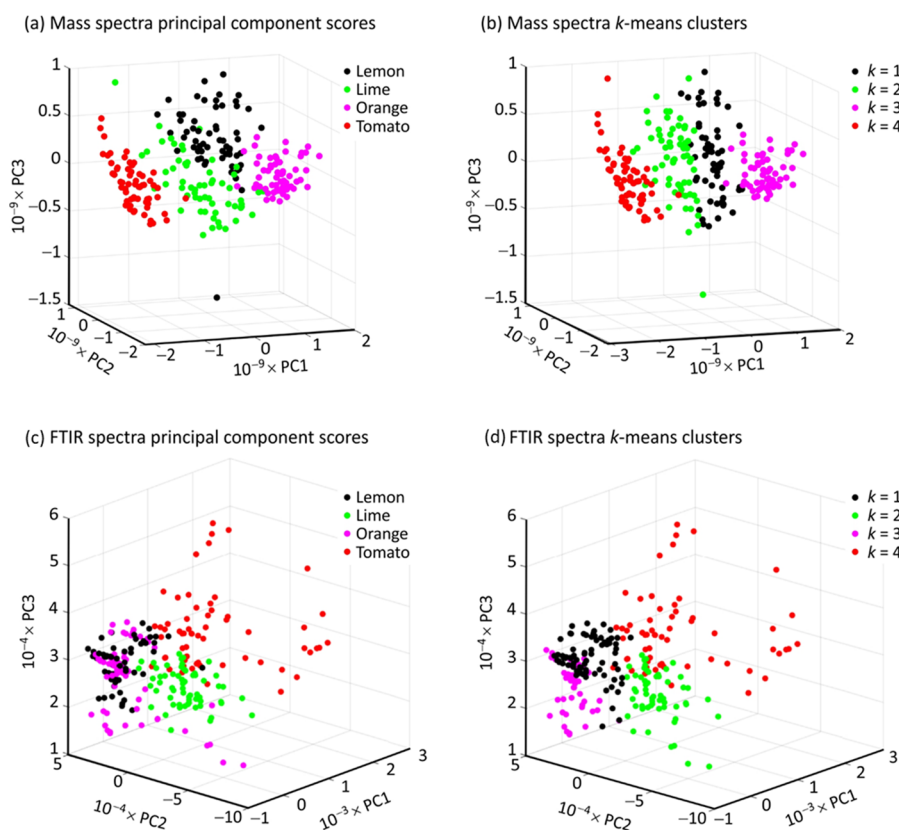 (a) Mass spectra principal component scores
Lemon
Lime
Orange
Tomato
1
0.5
0
−0.5
−1
−1.5
10⁻⁹× PC3
1
0
−1
−2
10⁻⁹× PC2
−2
−1
0
1
2
10⁻⁹× PC1
(b) Mass spectra k-means clusters
k = 1
k = 2
k = 3
k = 4
1
0.5
0
−0.5
−1
−1.5
10⁻⁹× PC3
1
0
−1
−2
10⁻⁹× PC2
−3
−2
−1
0
1
2
10⁻⁹× PC1
(c) FTIR spectra principal component scores
Lemon
Lime
Orange
Tomato
6
5
4
3
2
1
10⁻⁴× PC3
5
0
−5
−10
10⁻⁴× PC2
−1
0
1
2
3
10⁻³× PC1
(d) FTIR spectra k-means clusters
k = 1
k = 2
k = 3
k = 4
6
5
4
3
2
1
10⁻⁴× PC3
5
0
−5
−10
10⁻⁴× PC2
−1
0
1
2
3
10⁻³× PC1